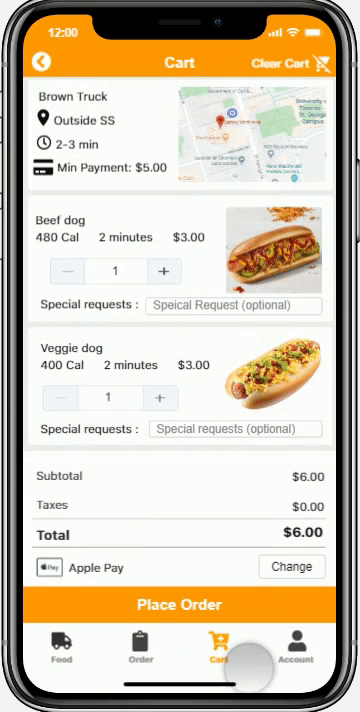 12:00
Cart
Clear Cart
Brown Truck
Outside SS
2-3 min
Min Payment: $5.00
Beef dog
480 Cal 2 minutes $3.00
− 1 +
Special requests : Speical Request (optional)
Veggie dog
400 Cal 2 minutes $3.00
− 1 +
Special requests : Special requests (optional)
Subtotal $6.00
Taxes $0.00
Total $6.00
Pay Apple Pay Change
Place Order
Food Order Cart Account